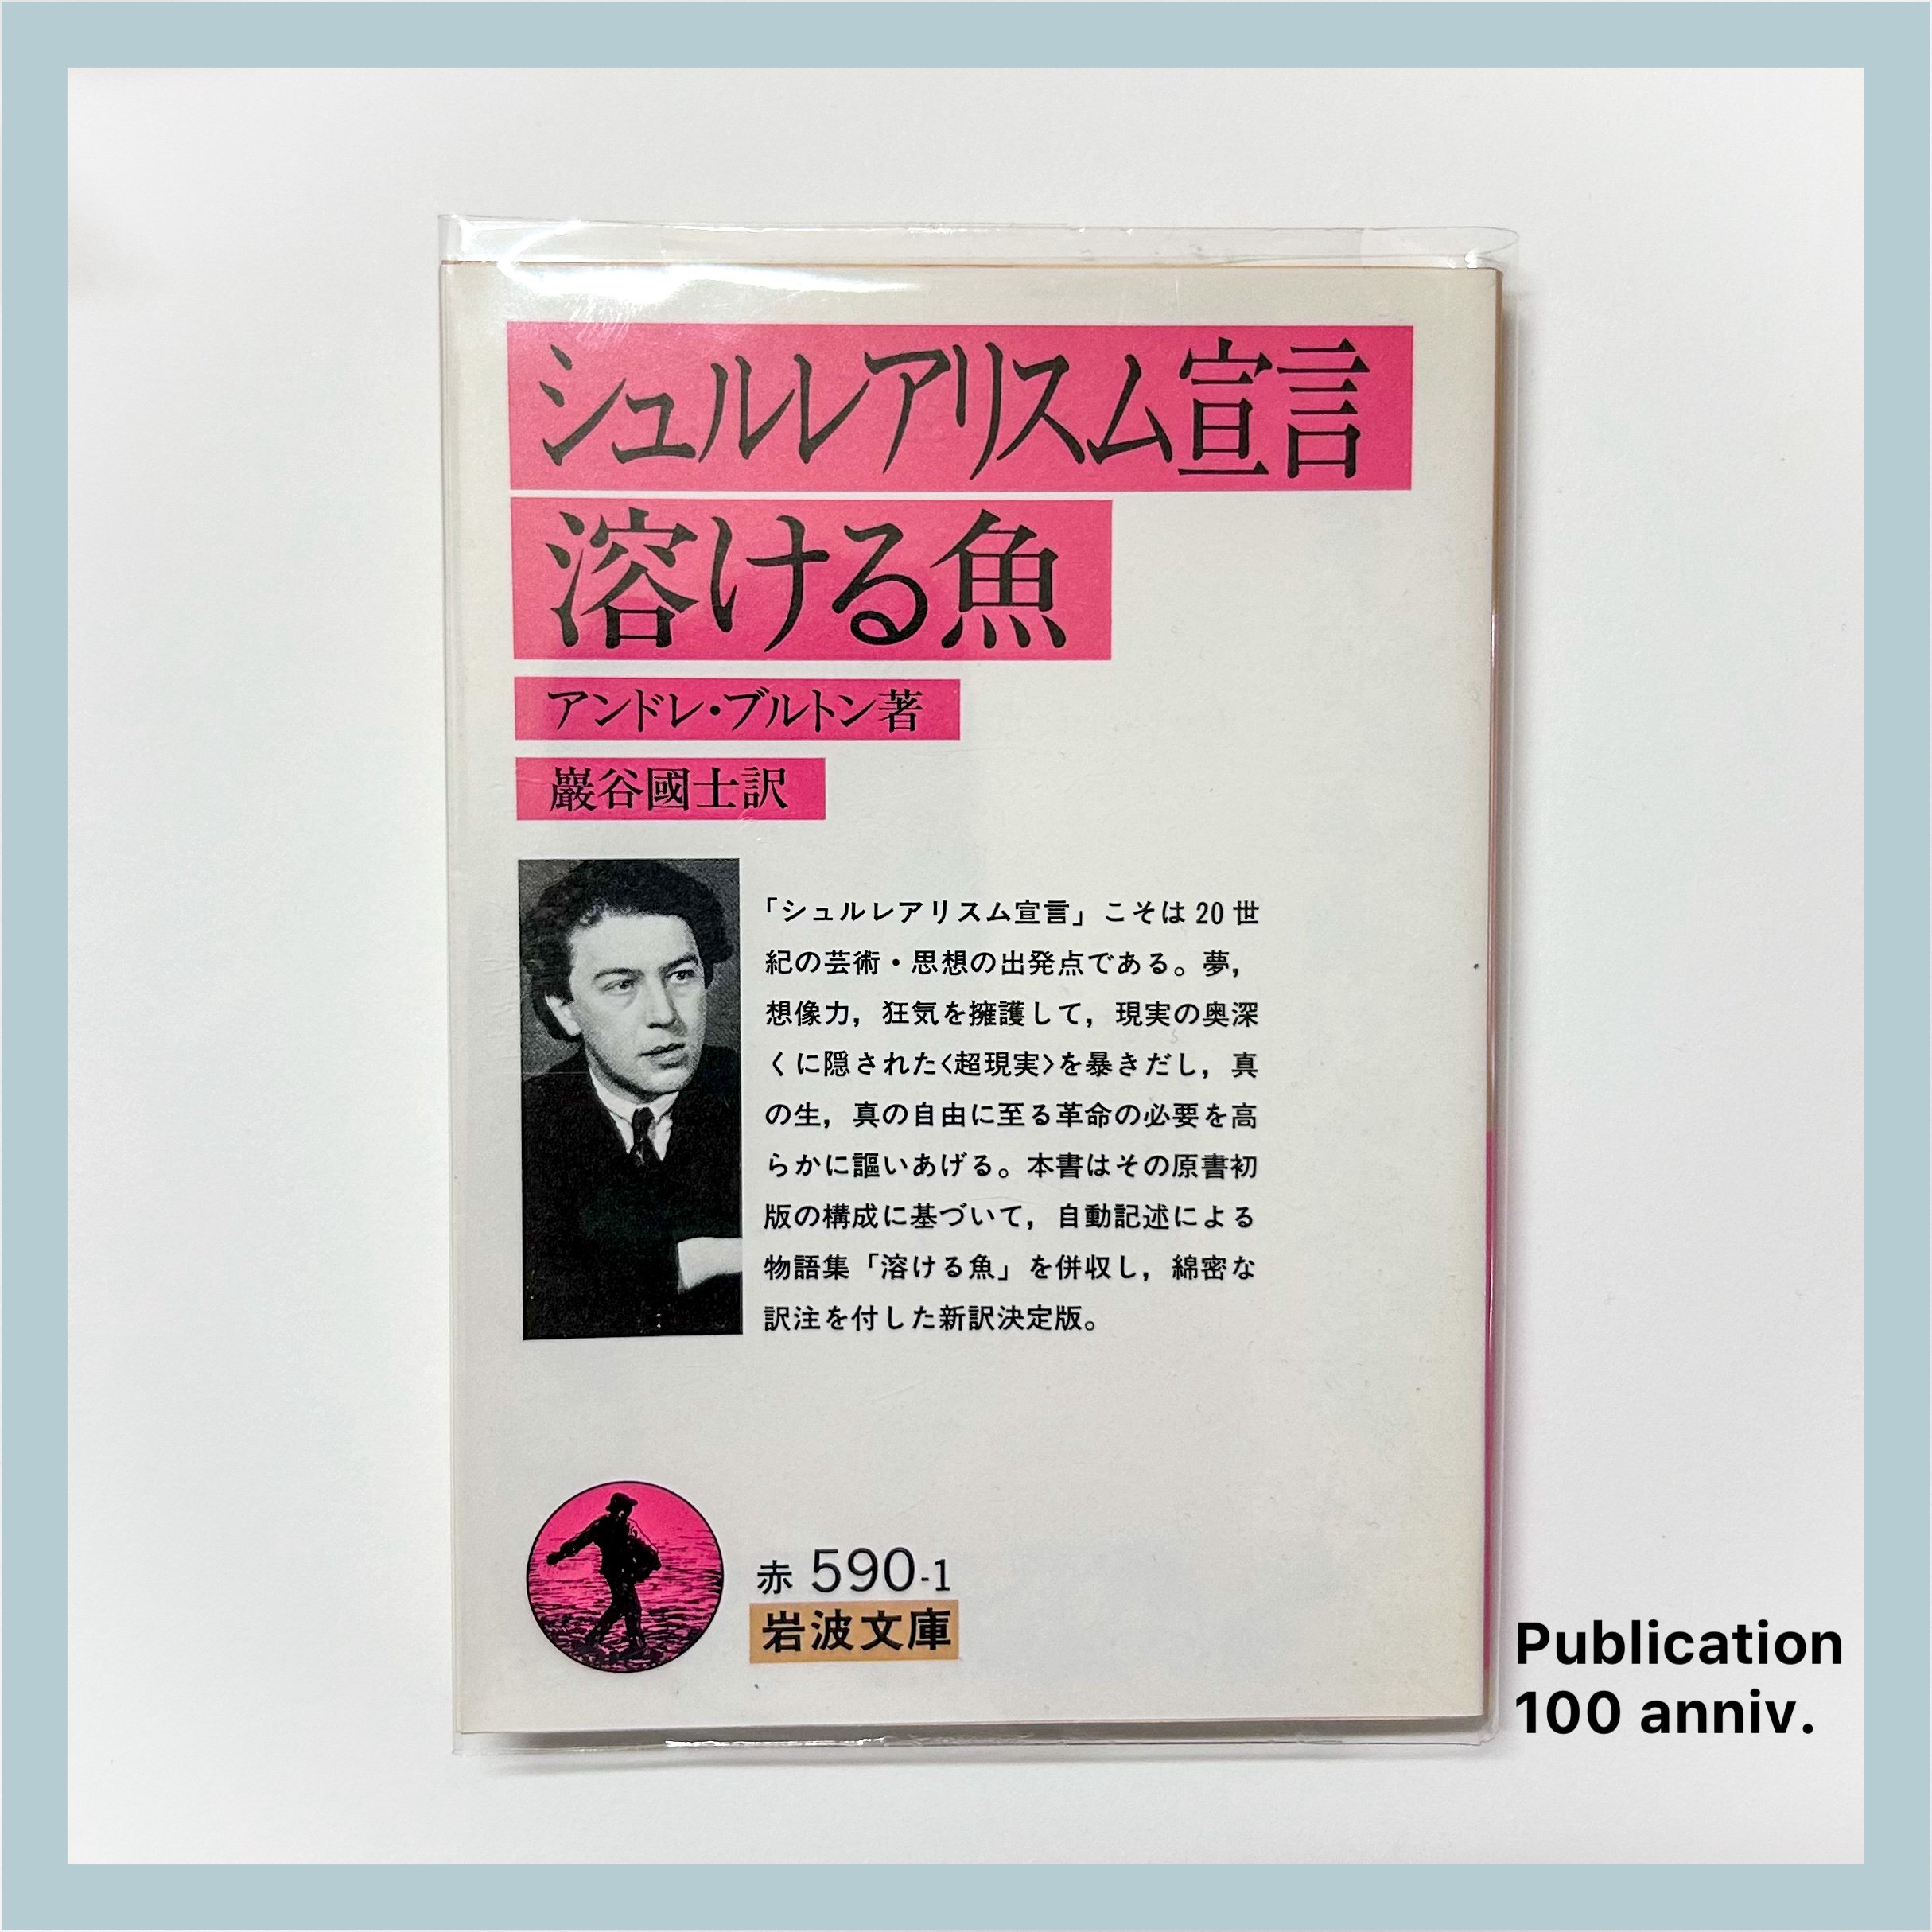 シュルレアリスム宣言
溶ける魚
アンドレ・ブルトン著
巖谷國士訳
「シュルレアリスム宣言」こそは20世
紀の芸術・思想の出発点である。夢，
想像力，狂気を擁護して，現実の奥深
くに隠された〈超現実〉を暴きだし，真
の生，真の自由に至る革命の必要を高
らかに謳いあげる。本書はその原書初
版の構成に基づいて，自動記述による
物語集「溶ける魚」を併収し，綿密な
訳注を付した新訳決定版。
赤 590-1
岩波文庫
Publication
100 anniv.